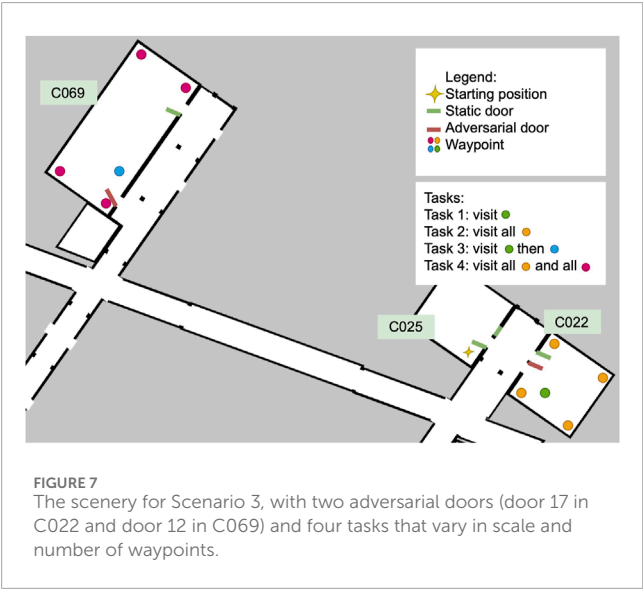 C069
Legend:
Starting position
Static door
Adversarial door
Waypoint
Tasks:
Task 1: visit
Task 2: visit all
Task 3: visit then
Task 4: visit all and all
C025
C022
FIGURE 7
The scenery for Scenario 3, with two adversarial doors (door 17 in
C022 and door 12 in C069) and four tasks that vary in scale and
number of waypoints.